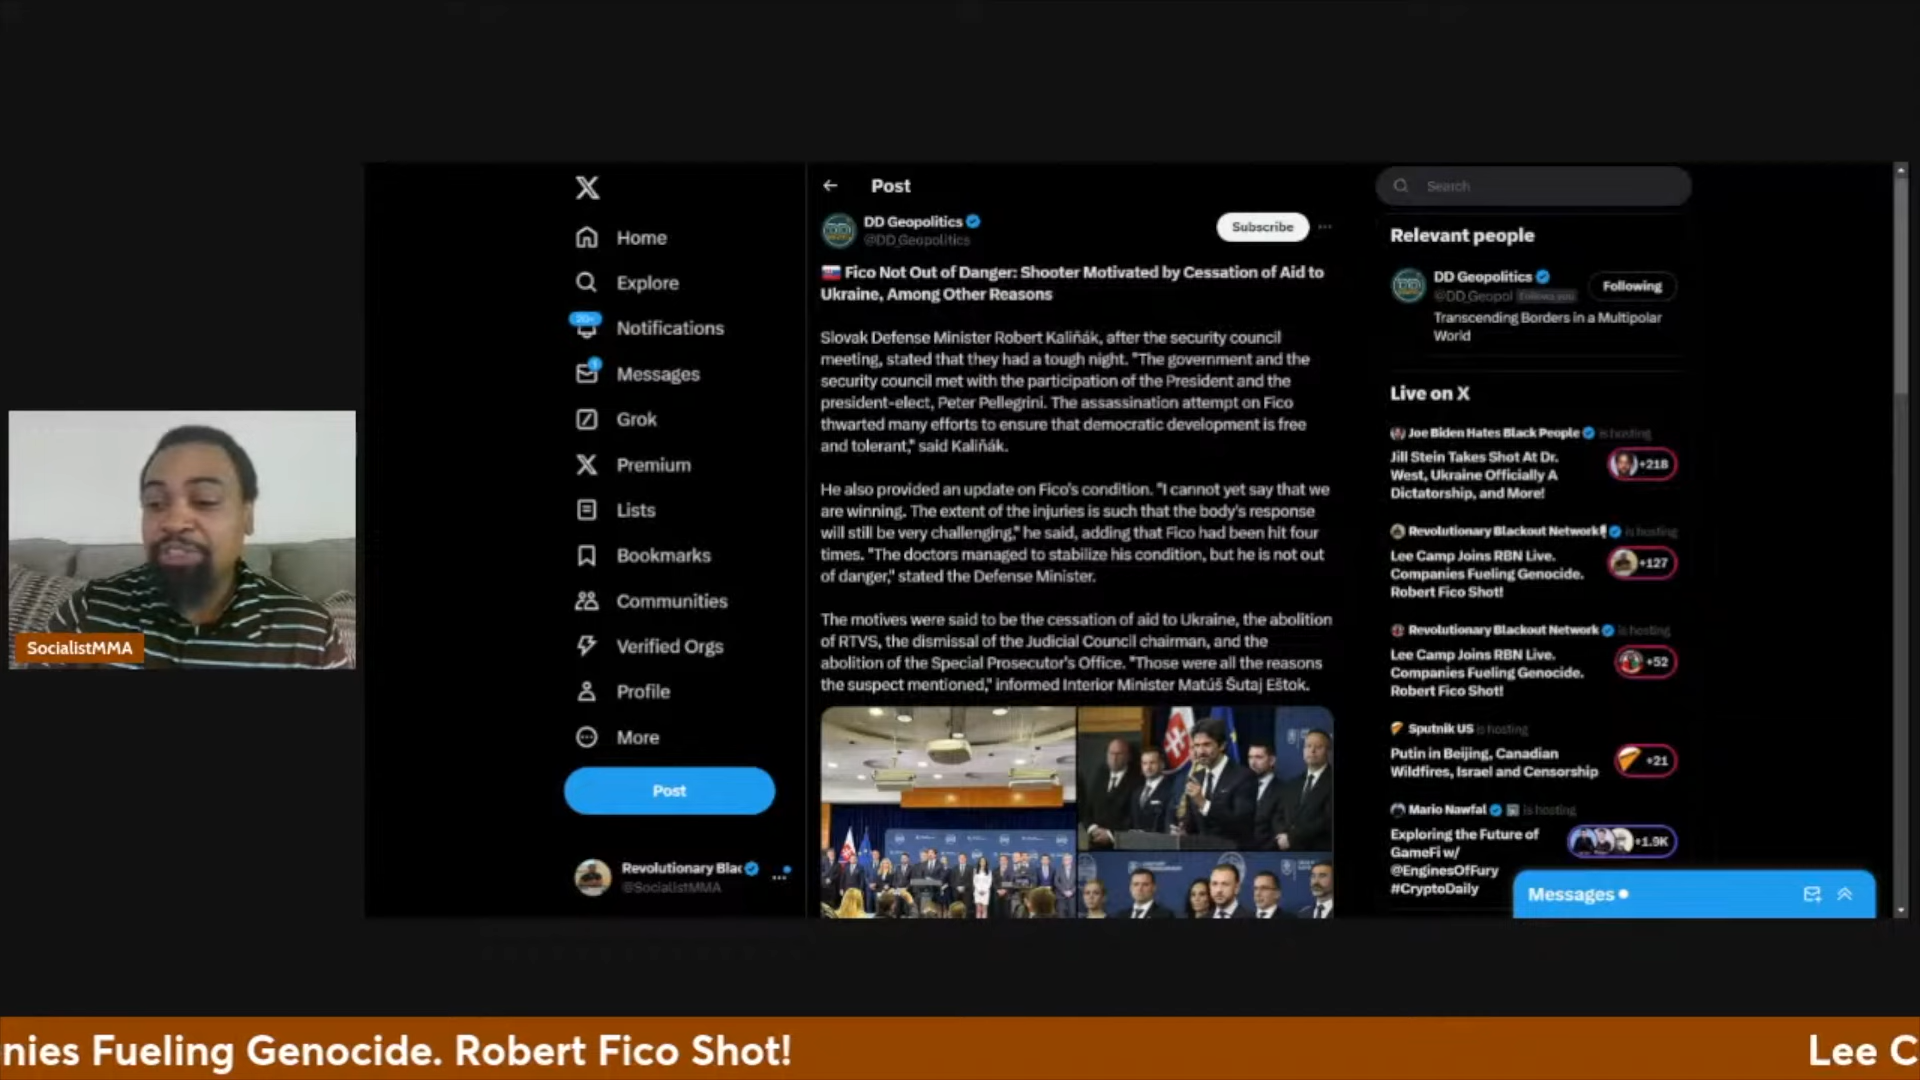 SocialistMMA
Home
Explore
20+
Notifications
1
Messages
Grok
Premium
Lists
Bookmarks
Communities
Verified Orgs
Profile
More
Post
Revolutionary Blac
@SocialistMMA
Post
DD Geopolitics
@DD_Geopolitics
Subscribe
Fico Not Out of Danger: Shooter Motivated by Cessation of Aid to
Ukraine, Among Other Reasons
Slovak Defense Minister Robert Kaliňák, after the security council
meeting, stated that they had a tough night. "The government and the
security council met with the participation of the President and the
president-elect, Peter Pellegrini. The assassination attempt on Fico
thwarted many efforts to ensure that democratic development is free
and tolerant," said Kaliňák.
He also provided an update on Fico's condition. "I cannot yet say that we
are winning. The extent of the injuries is such that the body's response
will still be very challenging," he said, adding that Fico had been hit four
times. "The doctors managed to stabilize his condition, but he is not out
of danger," stated the Defense Minister.
The motives were said to be the cessation of aid to Ukraine, the abolition
of RTVS, the dismissal of the Judicial Council chairman, and the
abolition of the Special Prosecutor's Office. "Those were all the reasons
the suspect mentioned," informed Interior Minister Matúš Šutaj Eštok.
Search
Relevant people
DD Geopolitics
@DD_Geopol Follows you
Following
Transcending Borders in a Multipolar
World
Live on X
Joe Biden Hates Black People is hosting
Jill Stein Takes Shot At Dr.
West, Ukraine Officially A
Dictatorship, and More!
+218
Revolutionary Blackout Network is hosting
Lee Camp Joins RBN Live.
Companies Fueling Genocide.
Robert Fico Shot!
+127
Revolutionary Blackout Network is hosting
Lee Camp Joins RBN Live.
Companies Fueling Genocide.
Robert Fico Shot!
+52
Sputnik US is hosting
Putin in Beijing, Canadian
Wildfires, Israel and Censorship
+21
Mario Nawfal is hosting
Exploring the Future of
GameFi w/
@EnginesOfFury
#CryptoDaily
+1.9K
Messages
nies Fueling Genocide. Robert Fico Shot!
Lee C